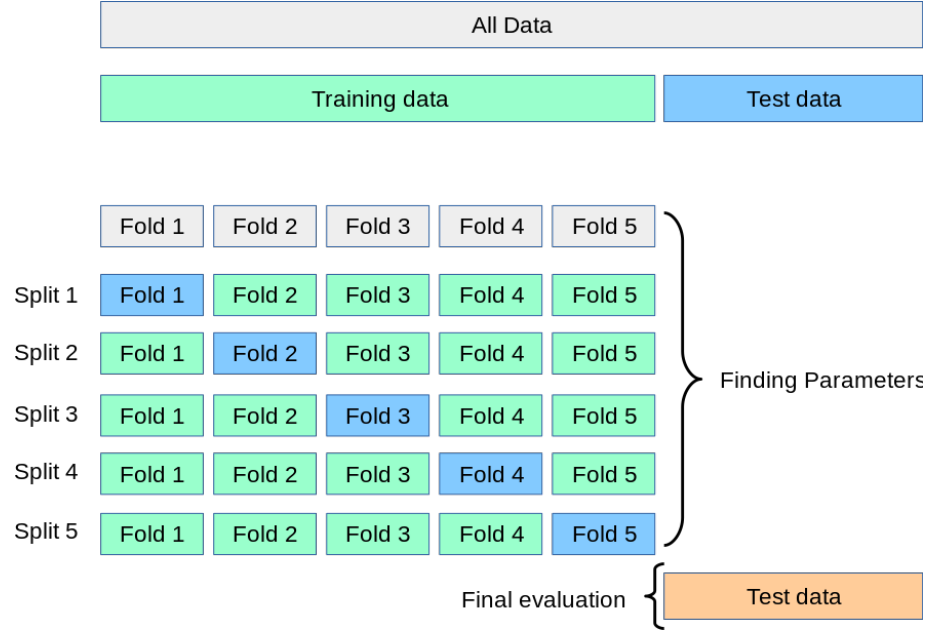 All Data
Training data Test data
Fold 1 Fold 2 Fold 3 Fold 4 Fold 5
Split 1 Fold 1 Fold 2 Fold 3 Fold 4 Fold 5
Split 2 Fold 1 Fold 2 Fold 3 Fold 4 Fold 5
Finding Parameters
Split 3 Fold 1 Fold 2 Fold 3 Fold 4 Fold 5
Split 4 Fold 1 Fold 2 Fold 3 Fold 4 Fold 5
Split 5 Fold 1 Fold 2 Fold 3 Fold 4 Fold 5
Final evaluation Test data